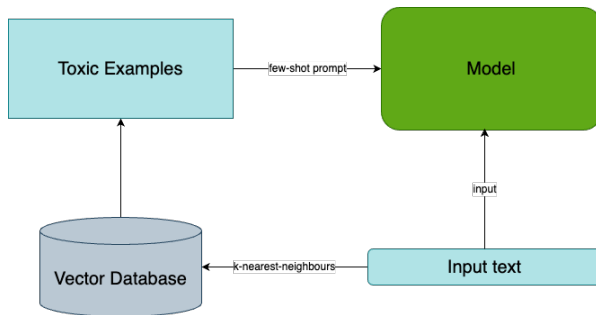 Toxic Examples
few-shot prompt
Model
input
Vector Database
k-nearest-neighbours
Input text